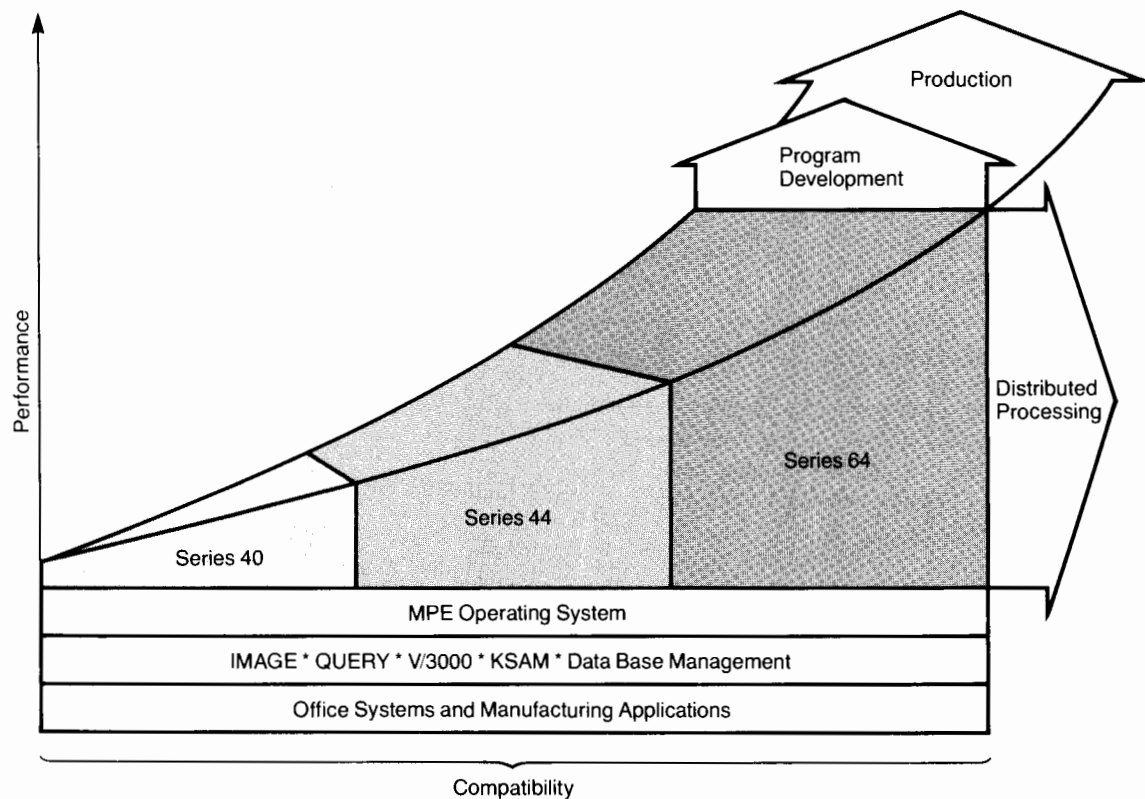 Production
Program
Development
Performance
Distributed
Processing
Series 64
Series 44
Series 40
MPE Operating System
IMAGE * QUERY * V/3000 * KSAM * Data Base Management
Office Systems and Manufacturing Applications
Compatibility